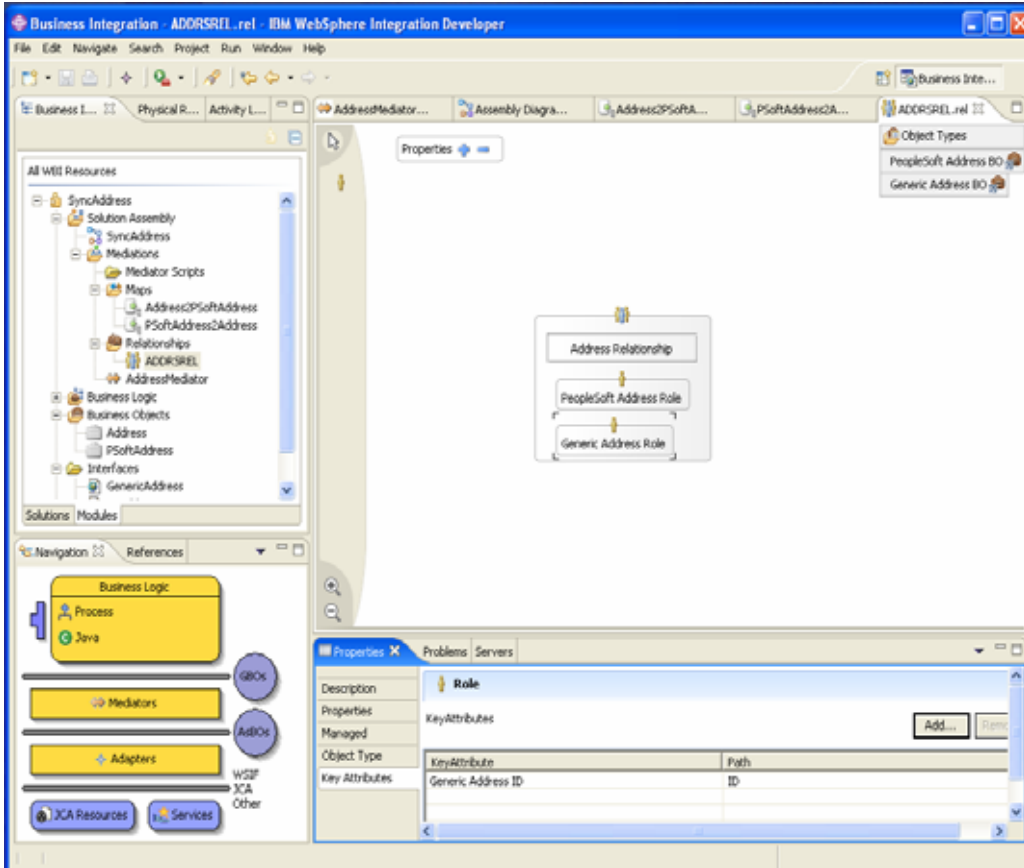 Business Integration - ADDRSREL.rel - IBM WebSphere Integration Developer
File Edit Navigate Search Project Run Window Help
Business Inte...
Business I... Physical R... Activity L...
AddressMediator... Assembly Diagra... Address2PSoftA... PSoftAddress2A... ADDRSREL.rel
Properties
Object Types
PeopleSoft Address BO
Generic Address BO
All WBI Resources
SyncAddress
Solution Assembly
SyncAddress
Mediations
Mediator Scripts
Maps
Address2PSoftAddress
PSoftAddress2Address
Relationships
ADDRSREL
AddressMediator
Business Logic
Business Objects
Address
PSoftAddress
Interfaces
GenericAddress
Solutions Modules
Address Relationship
PeopleSoft Address Role
Generic Address Role
Navigation References
Business Logic
Process
Java
GBOs
Mediators
AsBOs
Adapters
WSIF
JCA
Other
JCA Resources Services
Properties Problems Servers
Description
Properties
Managed
Object Type
Key Attributes
Role
KeyAttributes
Add...
KeyAttribute Path
Generic Address ID ID